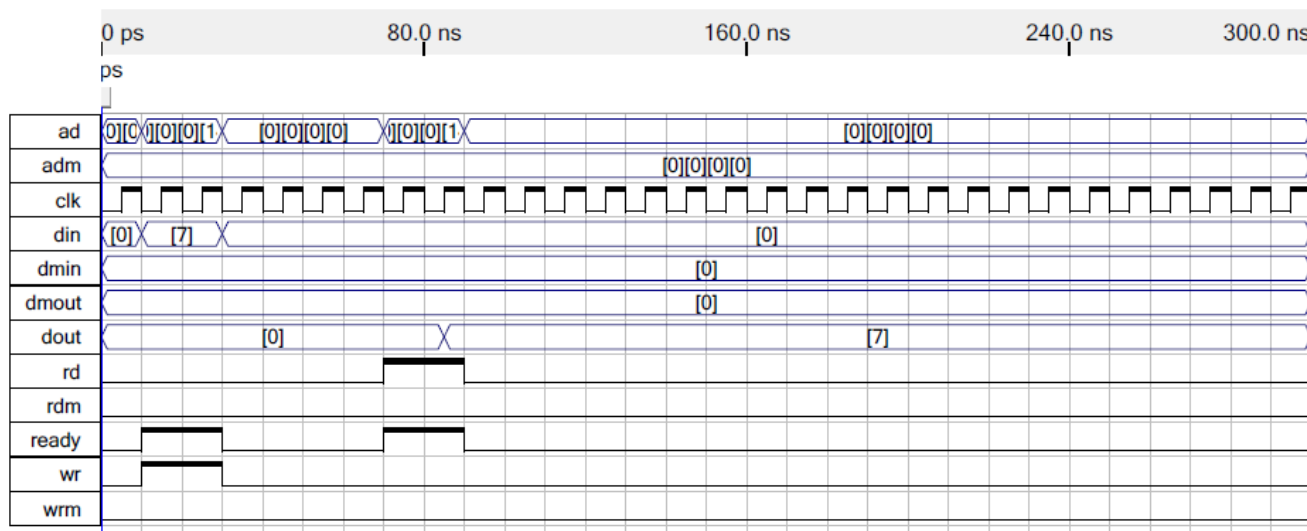 0 ps 80.0 ns 160.0 ns 240.0 ns 300.0 ns
ps
ad [0][0][0][0] [0][0][0][0]
adm [0][0][0][0]
clk
din [0] [7] [0]
dmin [0]
dmout [0]
dout [0] [7]
rd
rdm
ready
wr
wrm